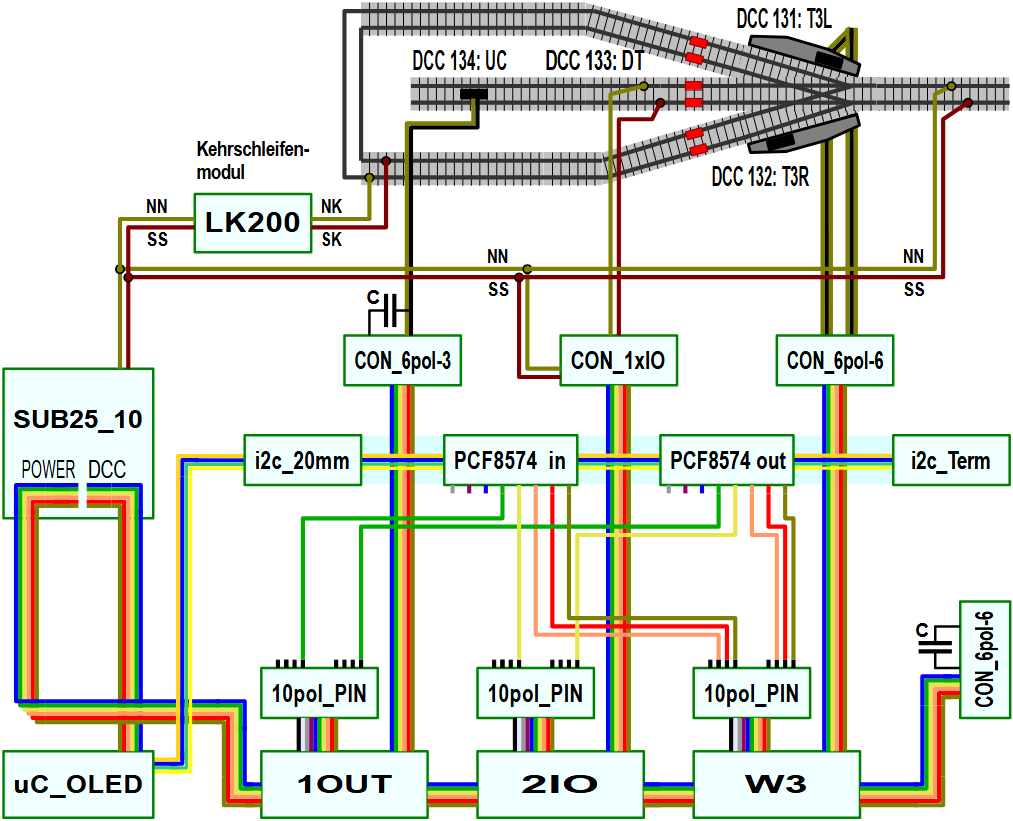 DCC 131: T3L
DCC 134: UC
DCC 133: DT
DCC 132: T3R
Kehrschleifen-
modul
LK200
NN
SS
NK
SK
NN
SS
NN
SS
C
CON_6pol-3
CON_1xIO
CON_6pol-6
SUB25_10
POWER DCC
i2c_20mm
PCF8574 in
PCF8574 out
i2c_Term
C
CON_6pol-6
10pol_PIN
10pol_PIN
10pol_PIN
uC_OLED
1OUT
2IO
W3